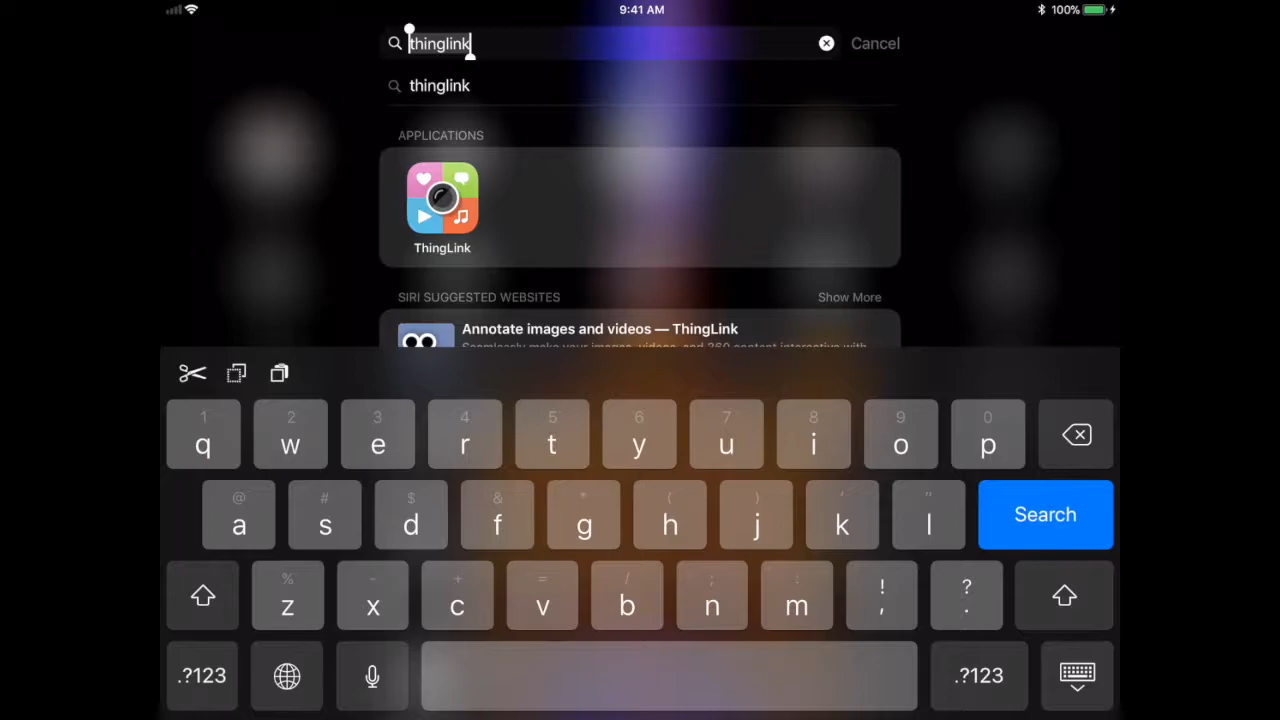 9:41 AM
100%
thinglink
Cancel
thinglink
APPLICATIONS
ThingLink
SIRI SUGGESTED WEBSITES
Show More
Annotate images and videos — ThingLink
Seamlessly make your images, videos, and 360 content interactive with
1 2 3 4 5 6 7 8 9 0
q w e r t y u i o p
@ # $ & * ( ) ' "
a s d f g h j k l
Search
% - + = / ; : ! ?
z x c v b n m , .
.?123
.?123